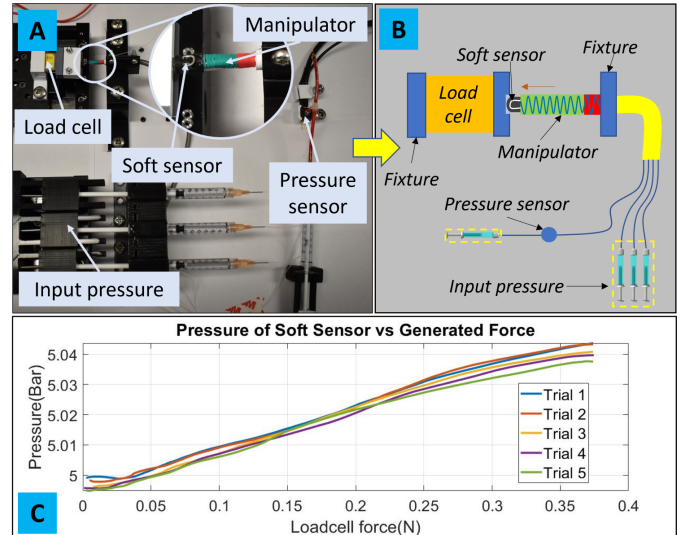 A
Manipulator
Load cell
Soft sensor
Pressure
sensor
Input pressure
B
Soft sensor
Fixture
Load
cell
Manipulator
Fixture
Pressure sensor
Input pressure
Pressure of Soft Sensor vs Generated Force
5.04
5.03
5.02
5.01
5
Pressure(Bar)
Trial 1
Trial 2
Trial 3
Trial 4
Trial 5
0 0.05 0.1 0.15 0.2 0.25 0.3 0.35 0.4
Loadcell force(N)
C